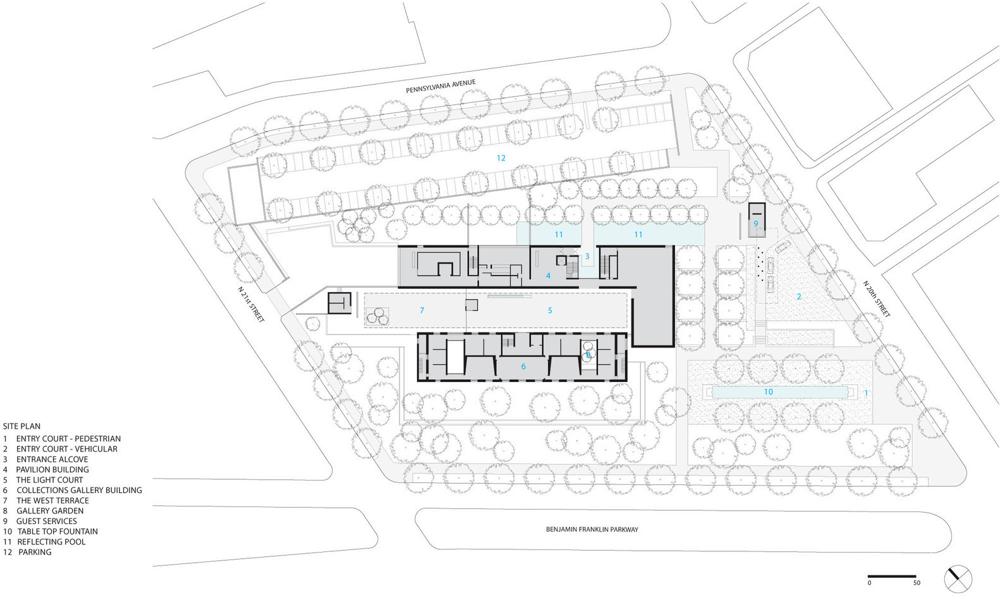 PENNSYLVANIA AVENUE
12
11
11
9
3
4
2
N 21st STREET
N 20th STREET
7
5
8
6
10
1
SITE PLAN
1 ENTRY COURT - PEDESTRIAN
2 ENTRY COURT - VEHICULAR
3 ENTRANCE ALCOVE
4 PAVILION BUILDING
5 THE LIGHT COURT
6 COLLECTIONS GALLERY BUILDING
7 THE WEST TERRACE
8 GALLERY GARDEN
9 GUEST SERVICES
10 TABLE TOP FOUNTAIN
11 REFLECTING POOL
12 PARKING
BENJAMIN FRANKLIN PARKWAY
0 50